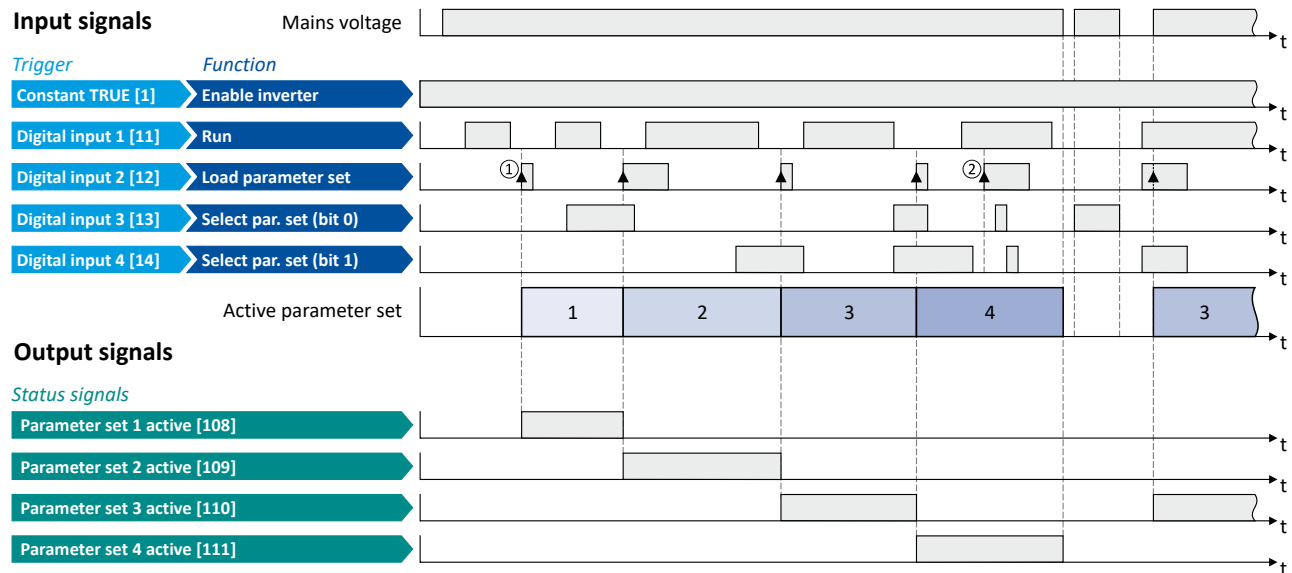 Input signals
Mains voltage
t
Trigger Function
Constant TRUE [1] Enable inverter
t
Digital input 1 [11] Run
t
Digital input 2 [12] Load parameter set ① ②
t
Digital input 3 [13] Select par. set (bit 0)
t
Digital input 4 [14] Select par. set (bit 1)
t
Active parameter set 1 2 3 4 3
t
Output signals
Status signals
Parameter set 1 active [108]
t
Parameter set 2 active [109]
t
Parameter set 3 active [110]
t
Parameter set 4 active [111]
t